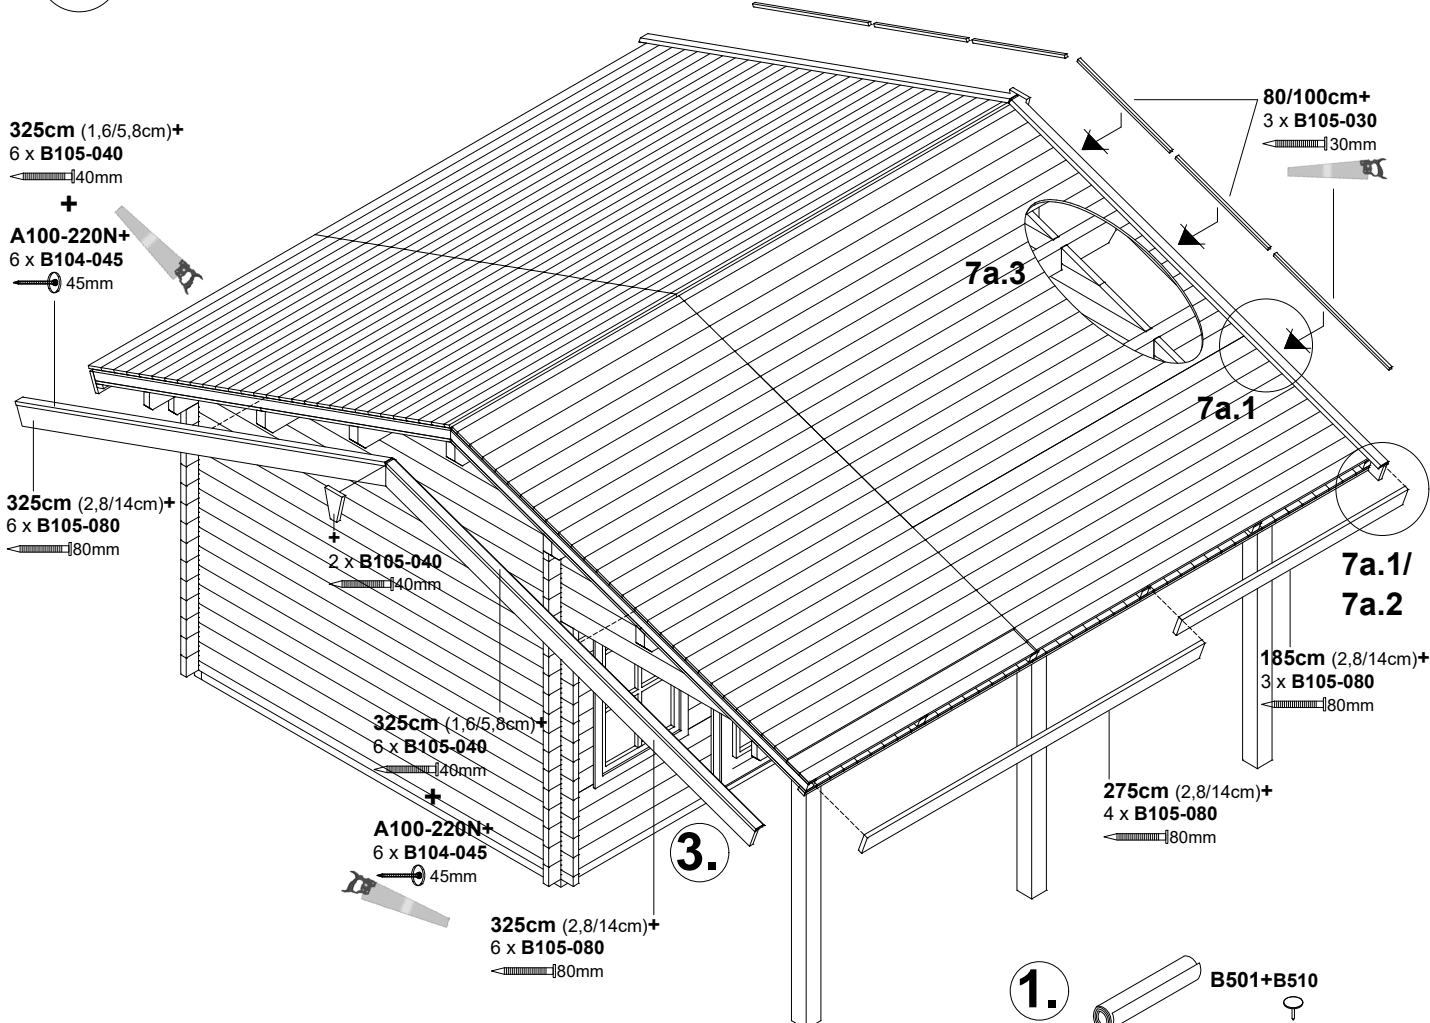 80/100cm+
3 x B105-030
30mm
325cm (1,6/5,8cm)+
6 x B105-040
40mm
+
A100-220N+
6 x B104-045
45mm
7a.3
7a.1
325cm (2,8/14cm)+
6 x B105-080
80mm
+
2 x B105-040
40mm
7a.1/
7a.2
185cm (2,8/14cm)+
3 x B105-080
80mm
325cm (1,6/5,8cm)+
6 x B105-040
40mm
+
A100-220N+
6 x B104-045
45mm
3.
275cm (2,8/14cm)+
4 x B105-080
80mm
325cm (2,8/14cm)+
6 x B105-080
80mm
1.
B501+B510